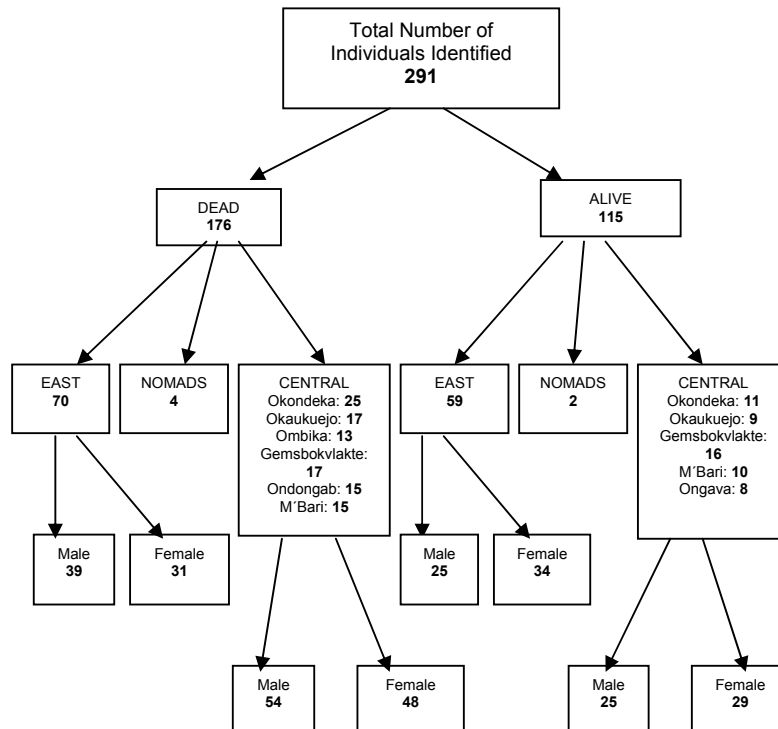 Total Number of
Individuals Identified
291
DEAD
176
ALIVE
115
EAST
70
NOMADS
4
CENTRAL
Okondeka: 25
Okaukuejo: 17
Ombika: 13
Gemsbokvlakte:
17
Ondongab: 15
M´Bari: 15
EAST
59
NOMADS
2
CENTRAL
Okondeka: 11
Okaukuejo: 9
Gemsbokvlakte:
16
M´Bari: 10
Ongava: 8
Male
39
Female
31
Male
25
Female
34
Male
54
Female
48
Male
25
Female
29